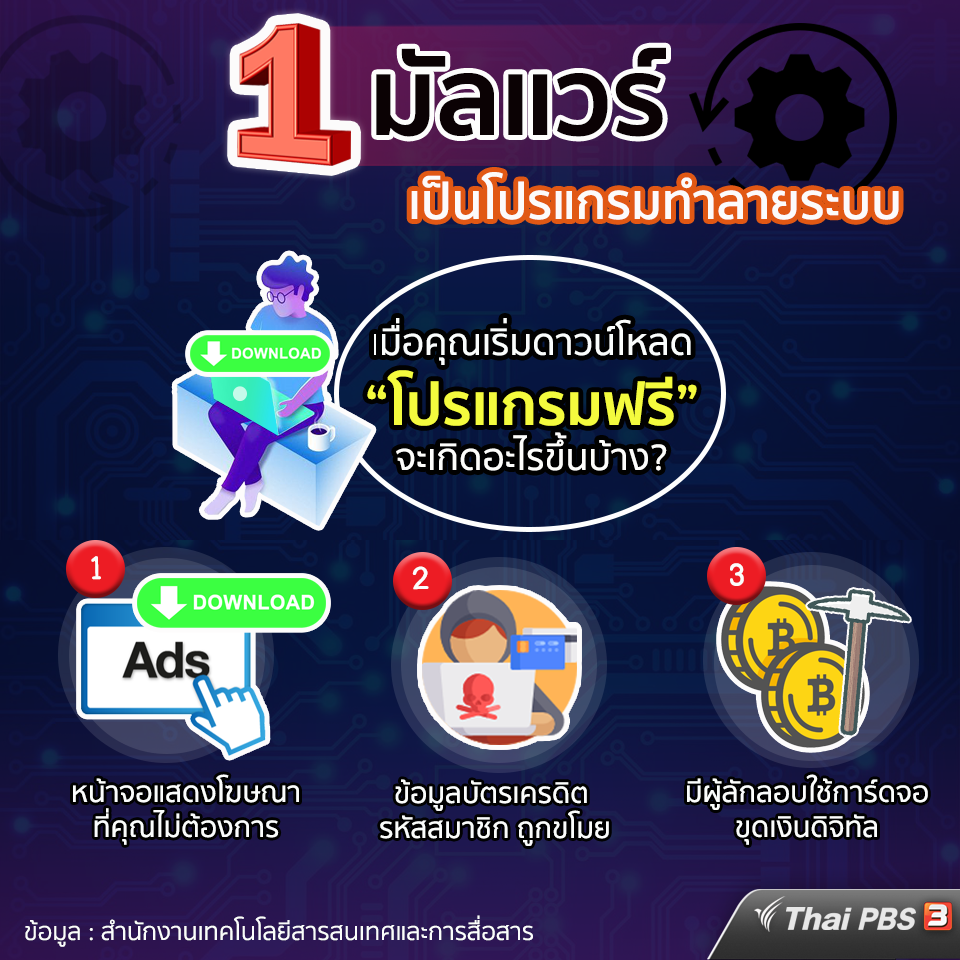 1 มัลแวร์
เป็นโปรแกรมทำลายระบบ
DOWNLOAD
เมื่อคุณเริ่มดาวน์โหลด
“โปรแกรมฟรี”
จะเกิดอะไรขึ้นบ้าง?
1
DOWNLOAD
Ads
หน้าจอแสดงโฆษณา
ที่คุณไม่ต้องการ
2
ข้อมูลบัตรเครดิต
รหัสสมาชิก ถูกขโมย
3
มีผู้ลักลอบใช้การ์ดจอ
ขุดเงินดิจิทัล
ข้อมูล : สำนักงานเทคโนโลยีสารสนเทศและการสื่อสาร
Thai PBS 3